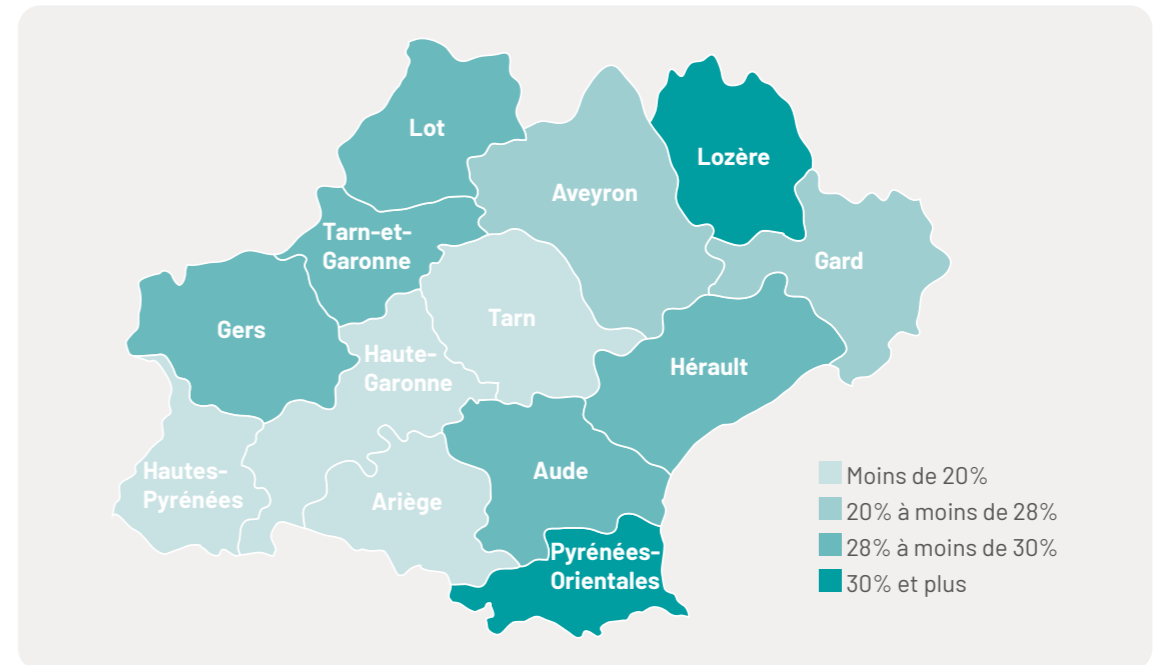 Lot
Lozère
Aveyron
Tarn-et-
Garonne
Gard
Gers
Tarn
Haute-
Garonne
Hérault
Hautes-
Pyrénées
Ariège
Aude
Pyrénées-
Orientales
Moins de 20%
20% à moins de 28%
28% à moins de 30%
30% et plus